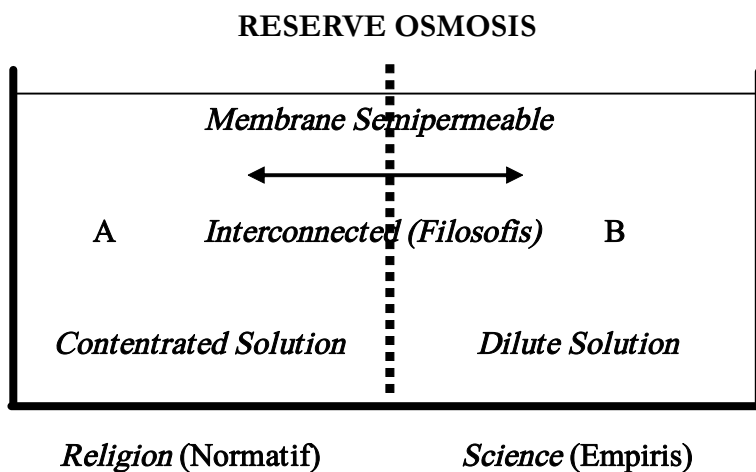 RESERVE OSMOSIS
Membrane Semipermeable
A Interconnected (Filosofis) B
Contentrated Solution Dilute Solution
Religion (Normatif) Science (Empiris)